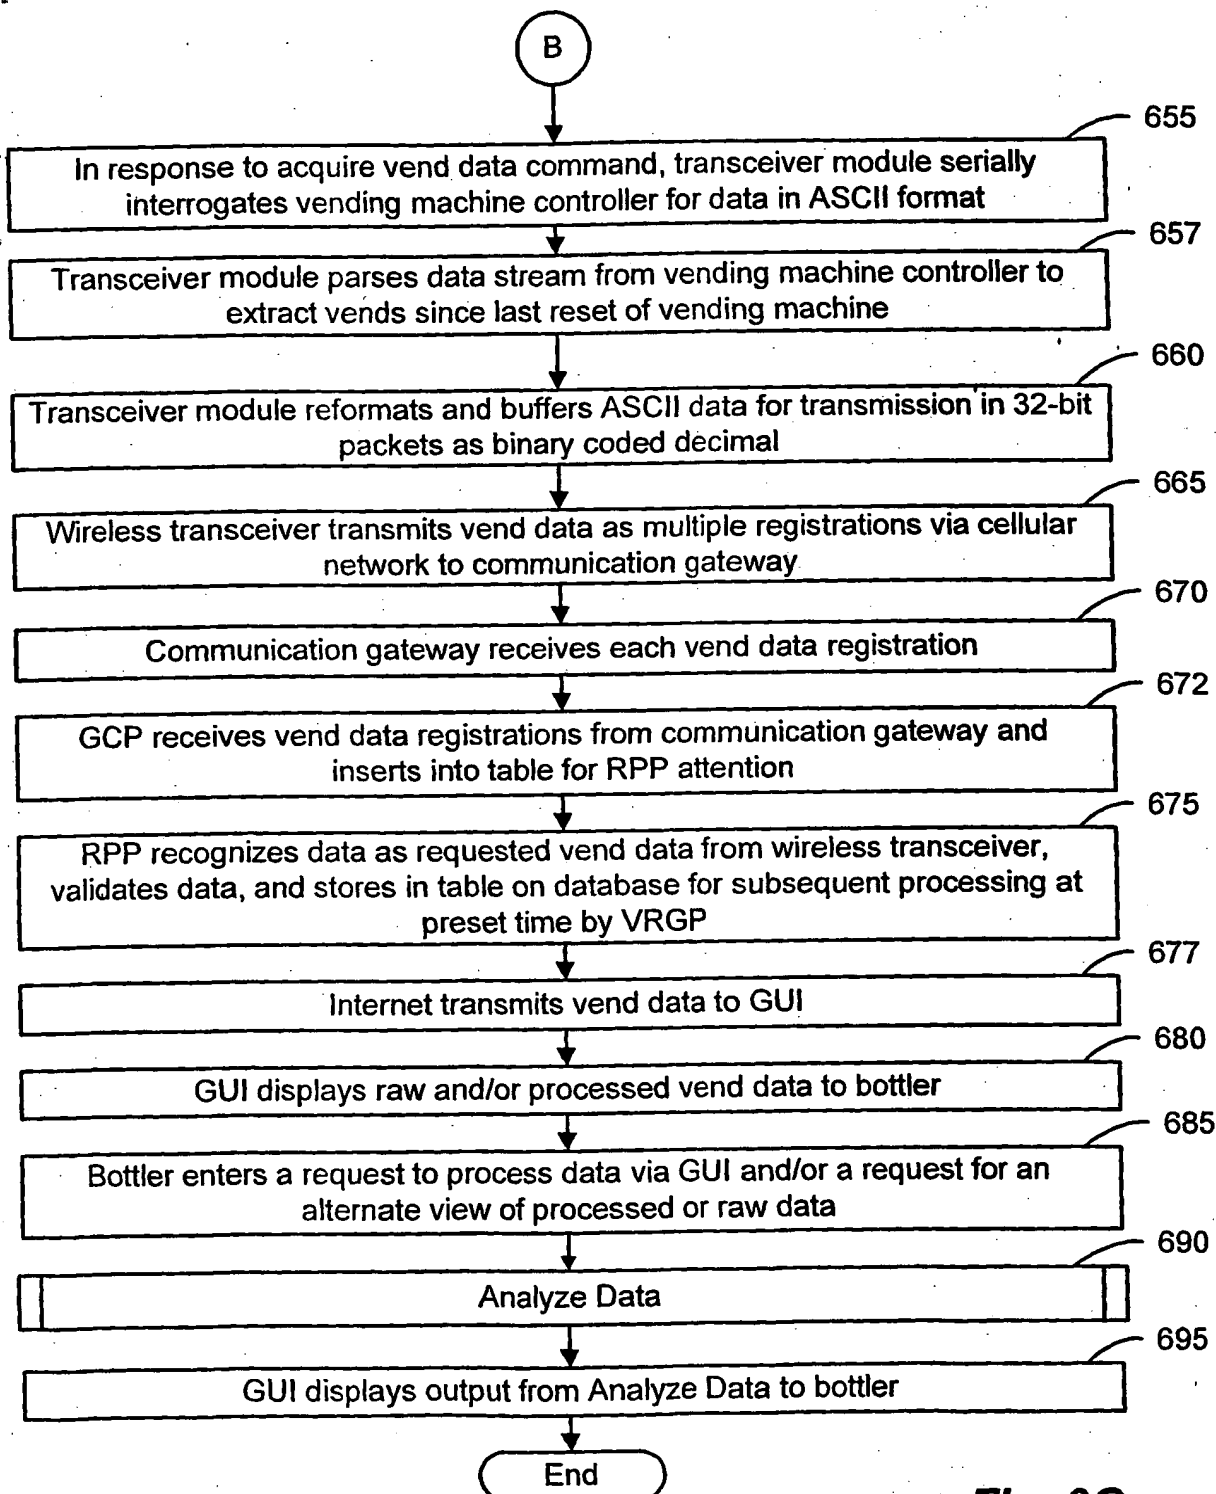 B
655
In response to acquire vend data command, transceiver module serially
interrogates vending machine controller for data in ASCII format
657
Transceiver module parses data stream from vending machine controller to
extract vends since last reset of vending machine
660
Transceiver module reformats and buffers ASCII data for transmission in 32-bit
packets as binary coded decimal
665
Wireless transceiver transmits vend data as multiple registrations via cellular
network to communication gateway
670
Communication gateway receives each vend data registration
672
GCP receives vend data registrations from communication gateway and
inserts into table for RPP attention
675
RPP recognizes data as requested vend data from wireless transceiver,
validates data, and stores in table on database for subsequent processing at
preset time by VRGP
677
Internet transmits vend data to GUI
680
GUI displays raw and/or processed vend data to bottler
685
Bottler enters a request to process data via GUI and/or a request for an
alternate view of processed or raw data
690
Analyze Data
695
GUI displays output from Analyze Data to bottler
End